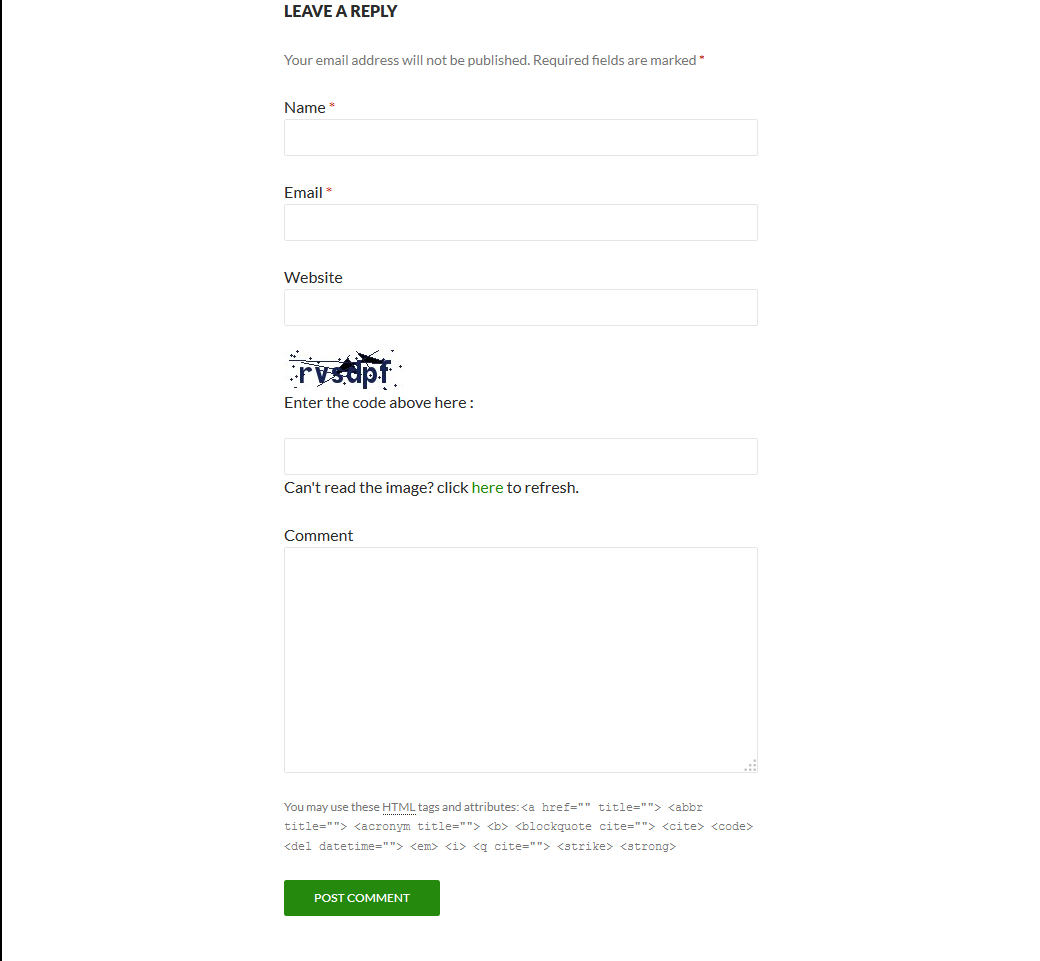 LEAVE A REPLY
Your email address will not be published. Required fields are marked *
Name *
Email *
Website
rvsdpf
Enter the code above here :
Can't read the image? click here to refresh.
Comment
You may use these HTML tags and attributes: <a href="" title=""> <abbr
title=""> <acronym title=""> <b> <blockquote cite=""> <cite> <code>
<del datetime=""> <em> <i> <q cite=""> <strike> <strong>
POST COMMENT